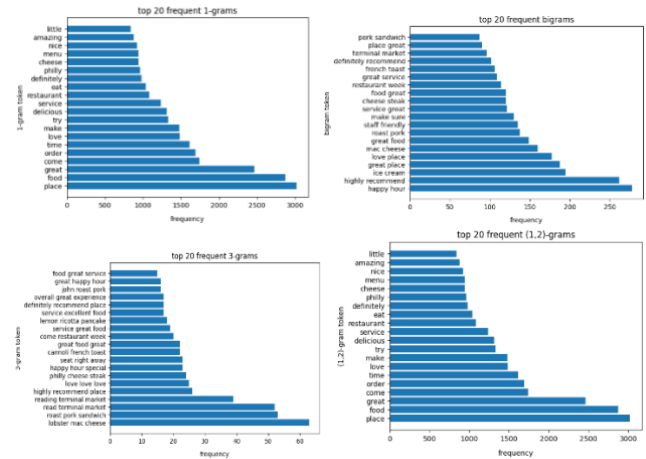 top 20 frequent 1-grams
little
amazing
nice
menu
cheese
philly
definitely
eat
restaurant
service
delicious
try
make
love
time
order
come
great
food
place
0 500 1000 1500 2000 2500 3000
frequency
1-gram token
top 20 frequent bigrams
pork sandwich
place great
terminal market
definitely recommend
french toast
great service
restaurant week
food great
cheese steak
service great
make sure
staff friendly
roast pork
great food
mac cheese
love place
great place
ice cream
highly recommend
happy hour
0 50 100 150 200 250
frequency
bigram token
top 20 frequent 3-grams
food great service
great happy hour
john roast pork
overall great experience
definitely recommend place
service excellent food
lemon ricotta pancake
service great food
come restaurant week
great food great
cannoli french toast
seat right away
happy hour special
philly cheese steak
love love love
highly recommend place
reading terminal market
read terminal market
roast pork sandwich
lobster mac cheese
0 10 20 30 40 50 60
frequency
3-gram token
top 20 frequent (1,2)-grams
little
amazing
nice
menu
cheese
philly
definitely
eat
restaurant
service
delicious
try
make
love
time
order
come
great
food
place
0 500 1000 1500 2000 2500 3000
frequency
(1,2)-gram token